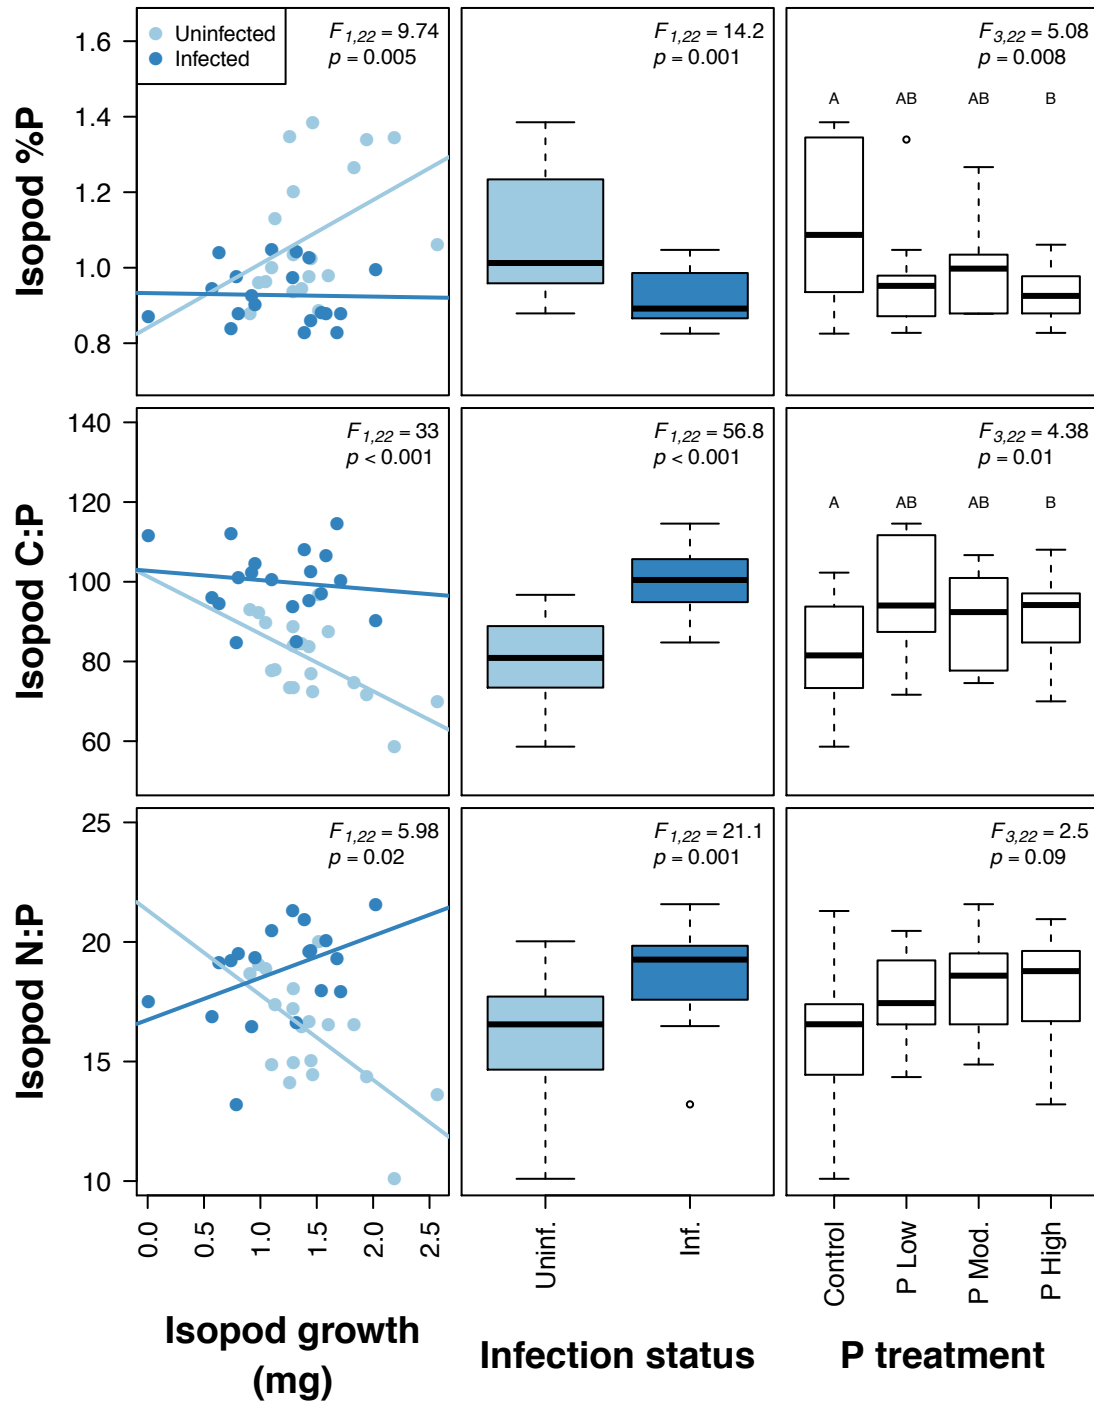 Uninfected
Infected
F1,22 = 9.74
p = 0.005
F1,22 = 14.2
p = 0.001
F3,22 = 5.08
p = 0.008
A AB AB B
Isopod %P
1.6
1.4
1.2
1.0
0.8
F1,22 = 33
p < 0.001
F1,22 = 56.8
p < 0.001
F3,22 = 4.38
p = 0.01
A AB AB B
Isopod C:P
140
120
100
80
60
F1,22 = 5.98
p = 0.02
F1,22 = 21.1
p = 0.001
F3,22 = 2.5
p = 0.09
Isopod N:P
25
20
15
10
0.0 0.5 1.0 1.5 2.0 2.5
Uninf. Inf.
Control P Low P Mod. P High
Isopod growth
(mg)
Infection status
P treatment